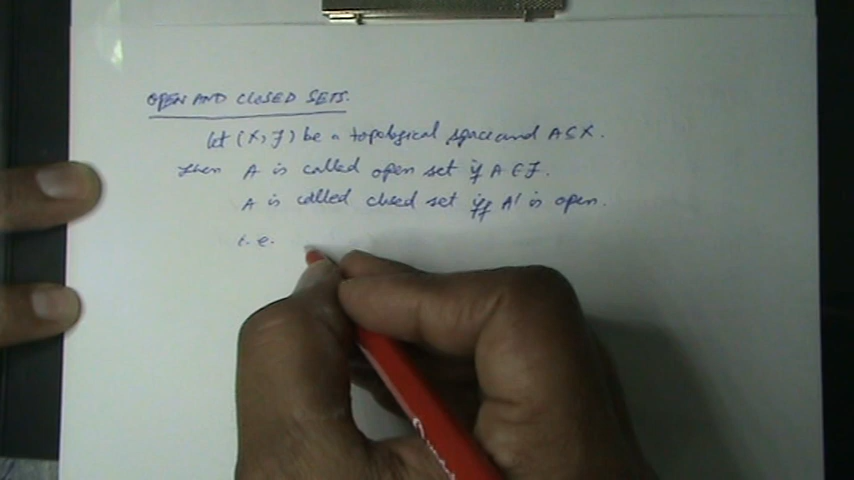 OPEN AND CLOSED SETS.
Let (X, J) be a topological space and A ⊆ X.
Then A is called open set if A ∈ J.
A is called closed set iff A' is open.
i.e.